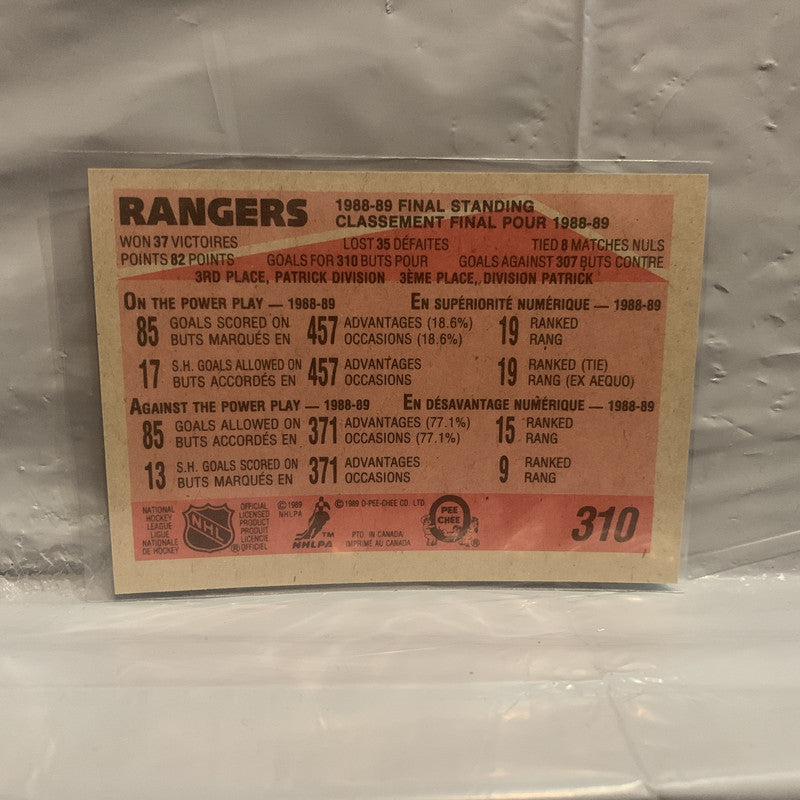 RANGERS
1988-89 FINAL STANDING
CLASSEMENT FINAL POUR 1988-89
WON 37 VICTOIRES LOST 35 DÉFAITES TIED 8 MATCHES NULS
POINTS 82 POINTS GOALS FOR 310 BUTS POUR GOALS AGAINST 307 BUTS CONTRE
3RD PLACE, PATRICK DIVISION 3ÈME PLACE, DIVISION PATRICK
ON THE POWER PLAY — 1988-89 EN SUPÉRIORITÉ NUMÉRIQUE — 1988-89
85 GOALS SCORED ON 457 ADVANTAGES (18.6%) 19 RANKED
BUTS MARQUÉS EN OCCASIONS (18.6%) RANG
17 S.H. GOALS ALLOWED ON 457 ADVANTAGES 19 RANKED (TIE)
BUTS ACCORDÉS EN OCCASIONS RANG (EX AEQUO)
AGAINST THE POWER PLAY — 1988-89 EN DÉSAVANTAGE NUMÉRIQUE — 1988-89
85 GOALS ALLOWED ON 371 ADVANTAGES (77.1%) 15 RANKED
BUTS ACCORDÉS EN OCCASIONS (77.1%) RANG
13 S.H. GOALS SCORED ON 371 ADVANTAGES 9 RANKED
BUTS MARQUÉS EN OCCASIONS RANG
NATIONAL
HOCKEY
LEAGUE
LIGUE
NATIONALE
DE HOCKEY
NHL
®
OFFICIAL
LICENSED
PRODUCT
PRODUIT
LICENCIE
OFFICIEL
© 1989
NHLPA
TM
NHLPA
© 1989 O-PEE-CHEE CO. LTD.
PTD. IN CANADA
IMPRIMÉ AU CANADA
O
PEE
CHEE
®
310